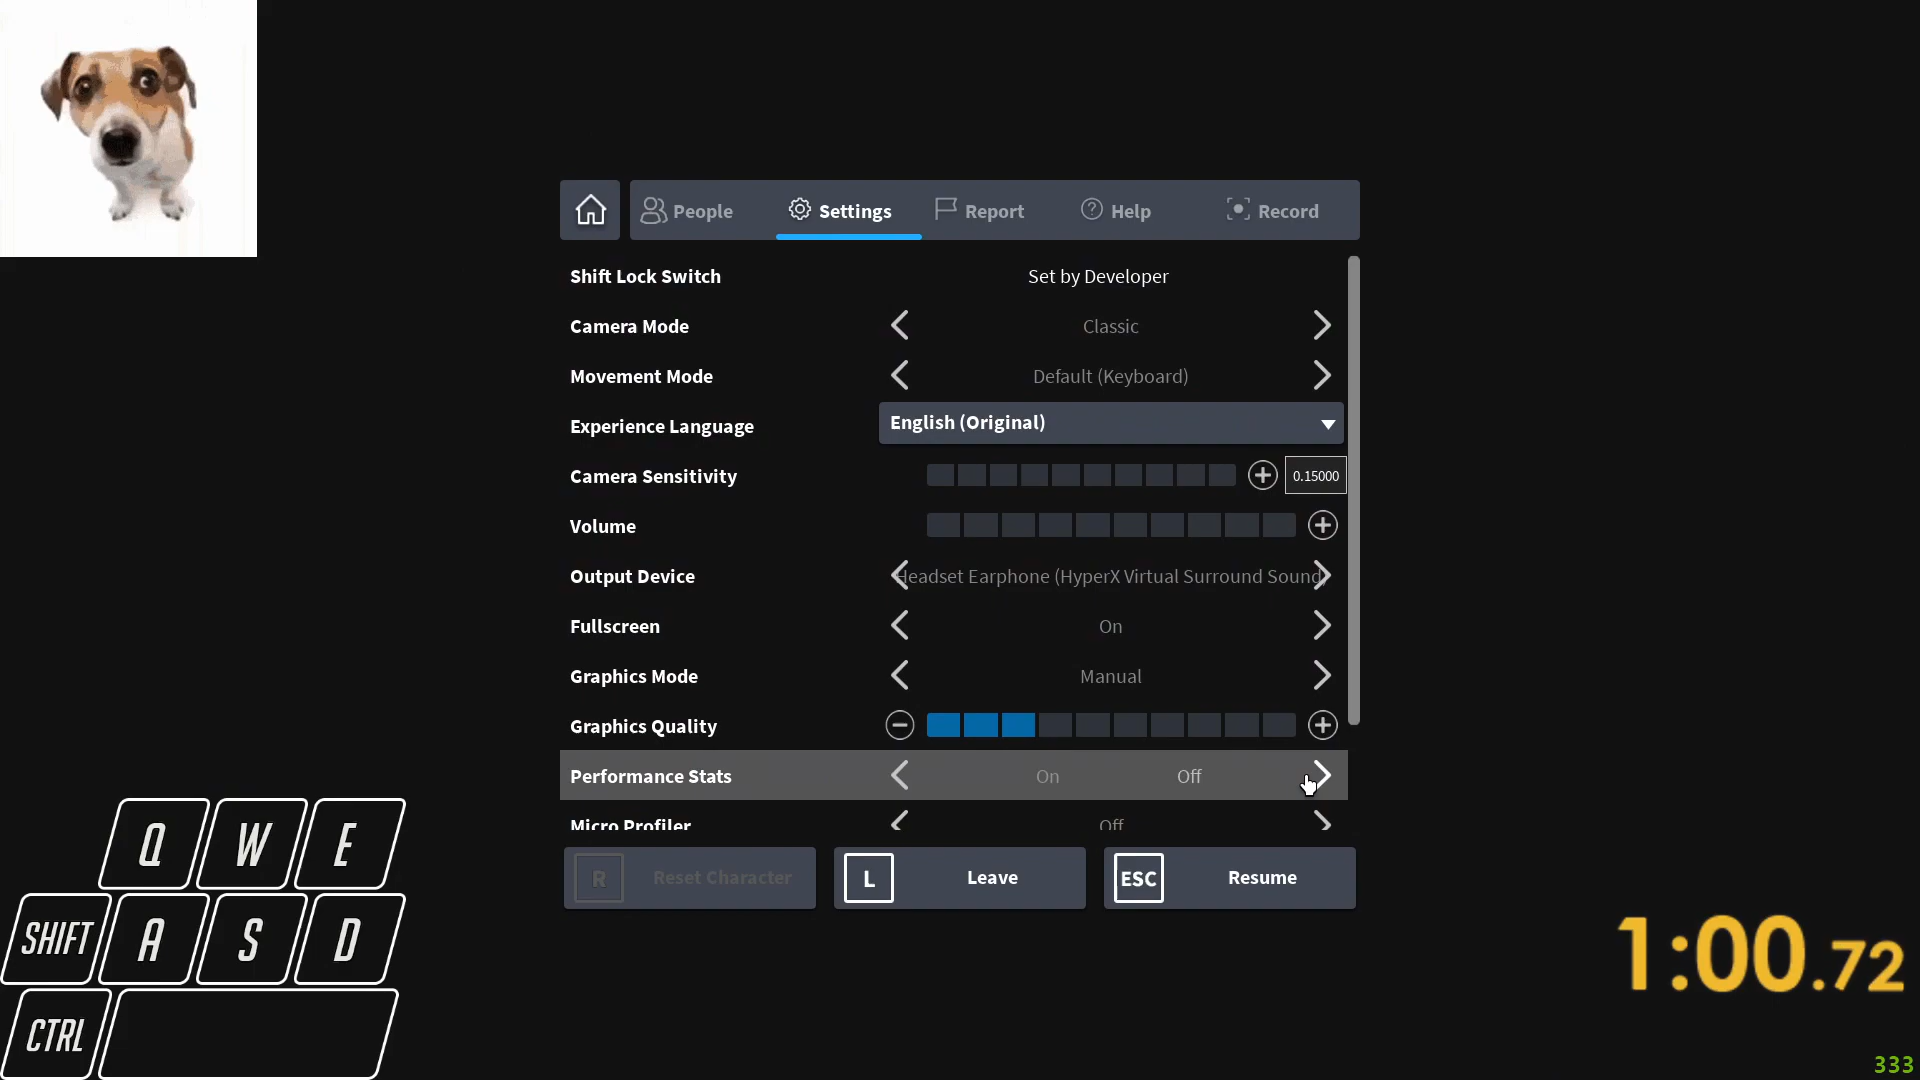 People
Settings
Report
Help
Record
Shift Lock Switch
Set by Developer
Camera Mode
Classic
Movement Mode
Default (Keyboard)
Experience Language
English (Original)
Camera Sensitivity
0.15000
Volume
Output Device
Headset Earphone (HyperX Virtual Surround Sound)
Fullscreen
On
Graphics Mode
Manual
Graphics Quality
Performance Stats
On
Off
Micro Profiler
Off
R
Reset Character
L
Leave
ESC
Resume
Q W E
SHIFT A S D
CTRL
1:00.72
333